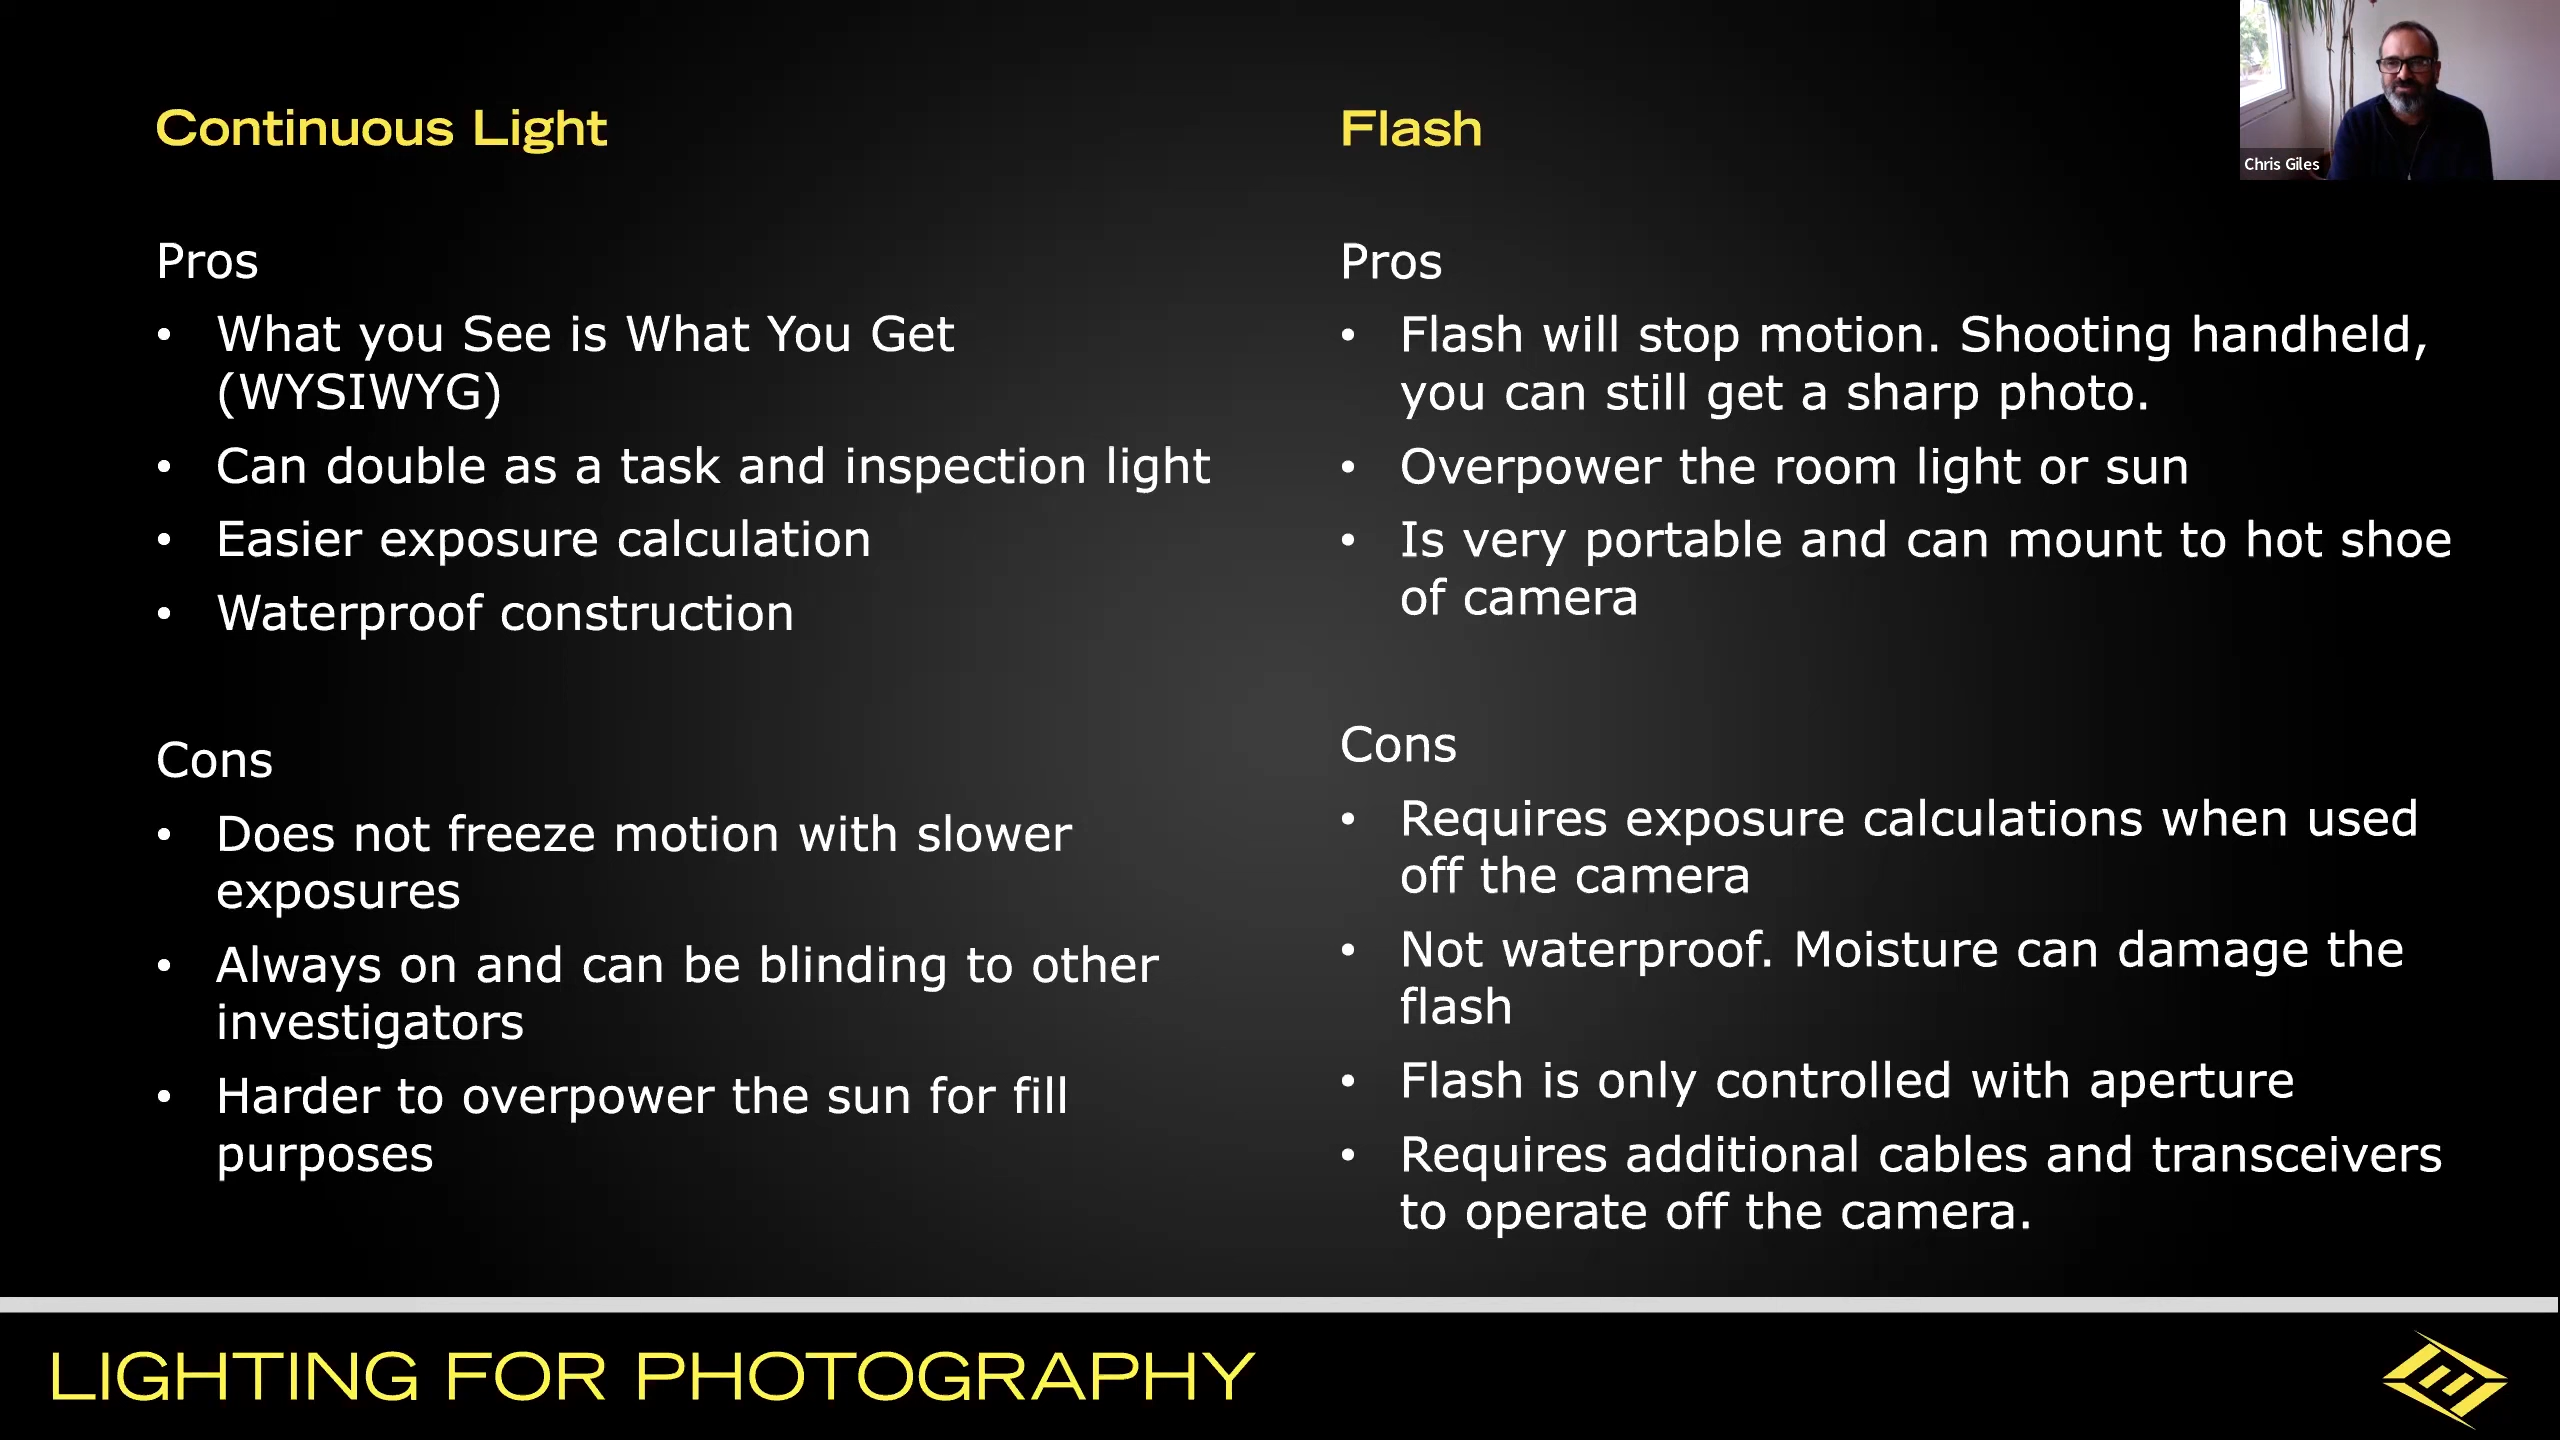 Continuous Light
Pros
• What you See is What You Get
(WYSIWYG)
• Can double as a task and inspection light
• Easier exposure calculation
• Waterproof construction
Cons
• Does not freeze motion with slower
exposures
• Always on and can be blinding to other
investigators
• Harder to overpower the sun for fill
purposes
Flash
Pros
• Flash will stop motion. Shooting handheld,
you can still get a sharp photo.
• Overpower the room light or sun
• Is very portable and can mount to hot shoe
of camera
Cons
• Requires exposure calculations when used
off the camera
• Not waterproof. Moisture can damage the
flash
• Flash is only controlled with aperture
• Requires additional cables and transceivers
to operate off the camera.
Chris Giles
LIGHTING FOR PHOTOGRAPHY